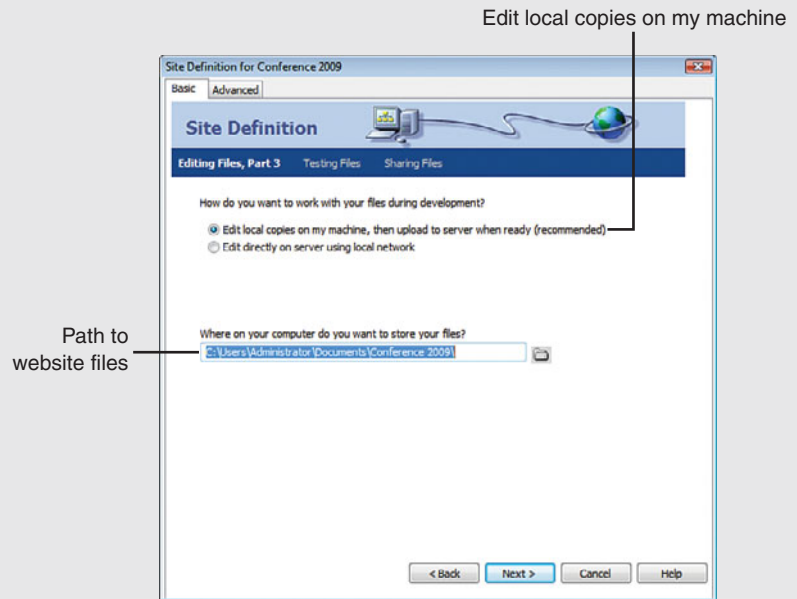 Edit local copies on my machine
Site Definition for Conference 2009
Basic Advanced
Site Definition
Editing Files, Part 3 Testing Files Sharing Files
How do you want to work with your files during development?
Edit local copies on my machine, then upload to server when ready (recommended)
Edit directly on server using local network
Where on your computer do you want to store your files?
Path to
website files
C:\Users\Administrator\Documents\Conference 2009\
< Back Next > Cancel Help